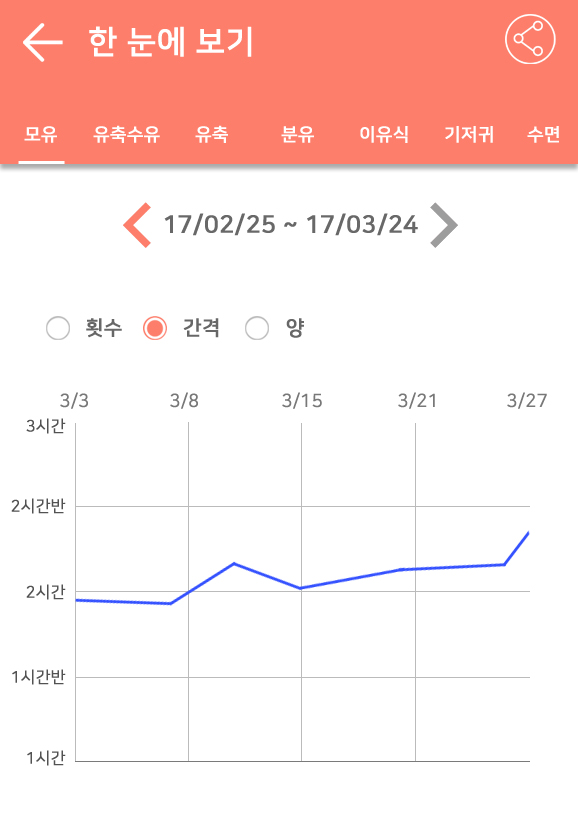 한 눈에 보기
모유 유축수유 유축 분유 이유식 기저귀 수면
17/02/25 ~ 17/03/24
횟수 간격 양
3/3 3/8 3/15 3/21 3/27
3시간
2시간반
2시간
1시간반
1시간